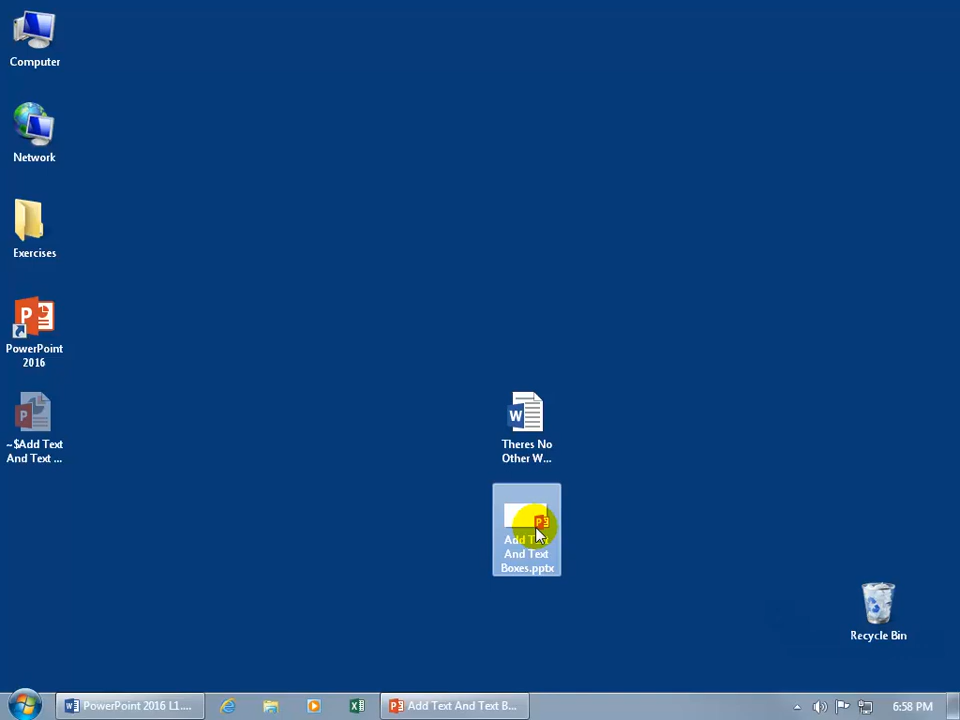 Computer
Network
Exercises
PowerPoint
2016
~$Add Text
And Text ...
Theres No
Other W...
Add Text
And Text
Boxes.pptx
Recycle Bin
PowerPoint 2016 L1....
Add Text And Text B...
6:58 PM